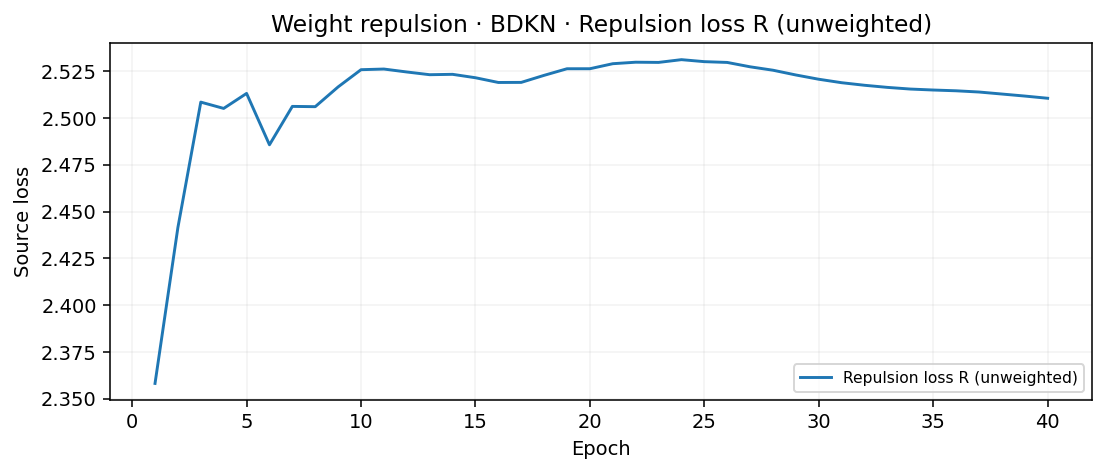 Weight repulsion · BDKN · Repulsion loss R (unweighted)
Source loss
2.525
2.500
2.475
2.450
2.425
2.400
2.375
2.350
Repulsion loss R (unweighted)
0 5 10 15 20 25 30 35 40
Epoch